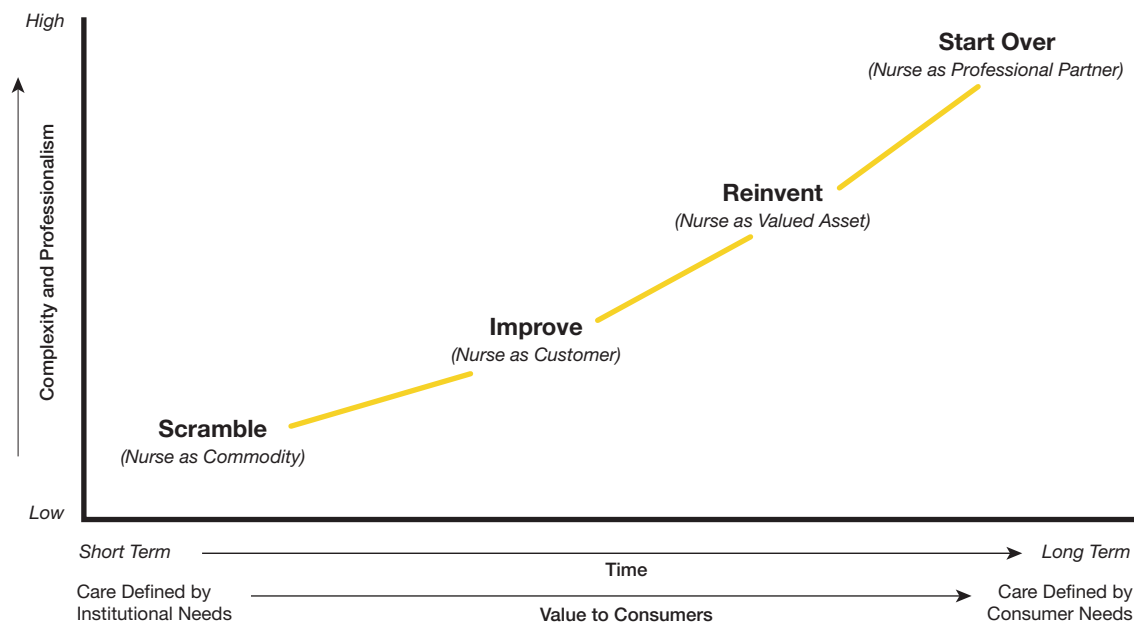 High
Start Over
(Nurse as Professional Partner)
Complexity and Professionalism
Reinvent
(Nurse as Valued Asset)
Improve
(Nurse as Customer)
Scramble
(Nurse as Commodity)
Low
Short Term
Long Term
Time
Care Defined by
Institutional Needs
Value to Consumers
Care Defined by
Consumer Needs